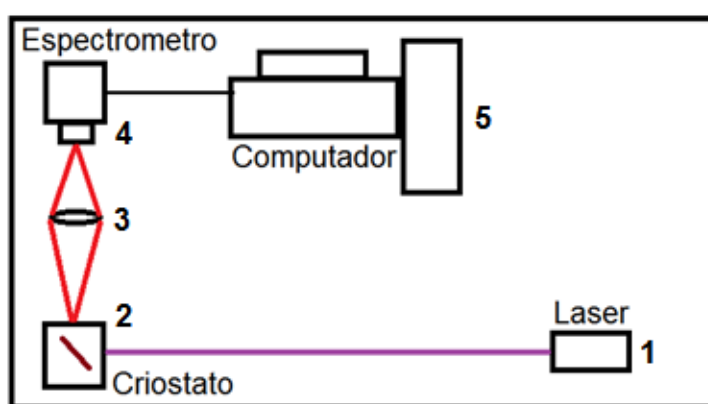 Espectrometro
4
5
Computador
3
2
Laser
1
Criostato